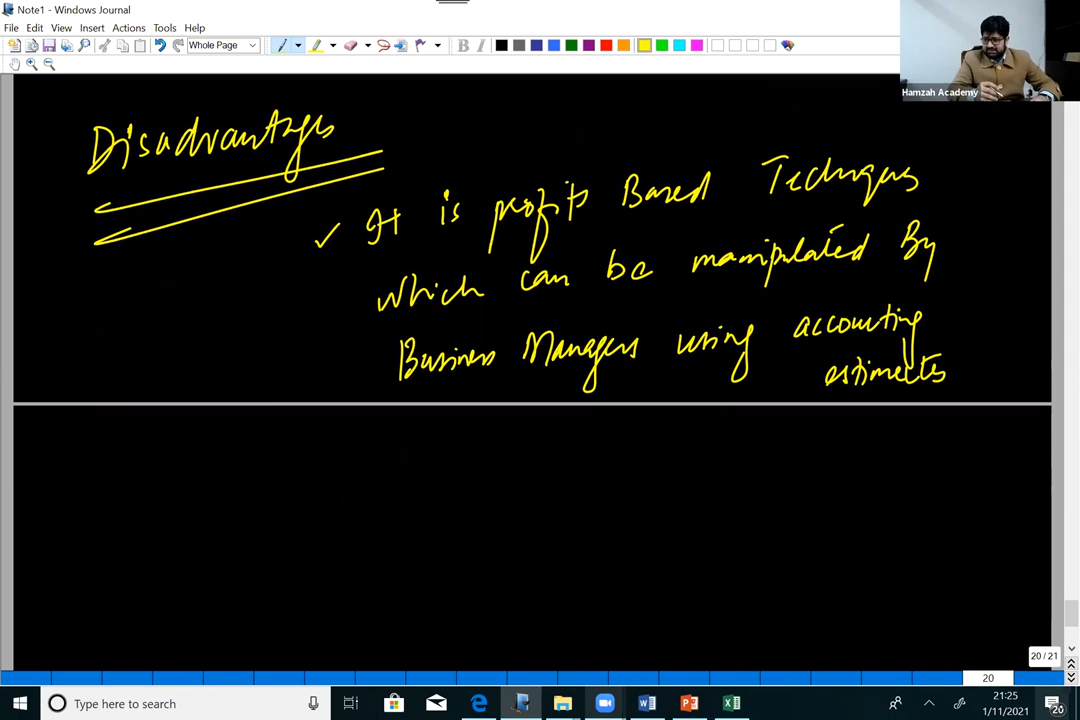 Note1 - Windows Journal
File Edit View Insert Actions Tools Help
Whole Page
B I
Hamzah Academy
Disadvantages
✓ It is profit Based Techniques
which can be manipulated By
Business Managers using accounting
estimates
20 / 21
20
Type here to search
21:25
1/11/2021
20